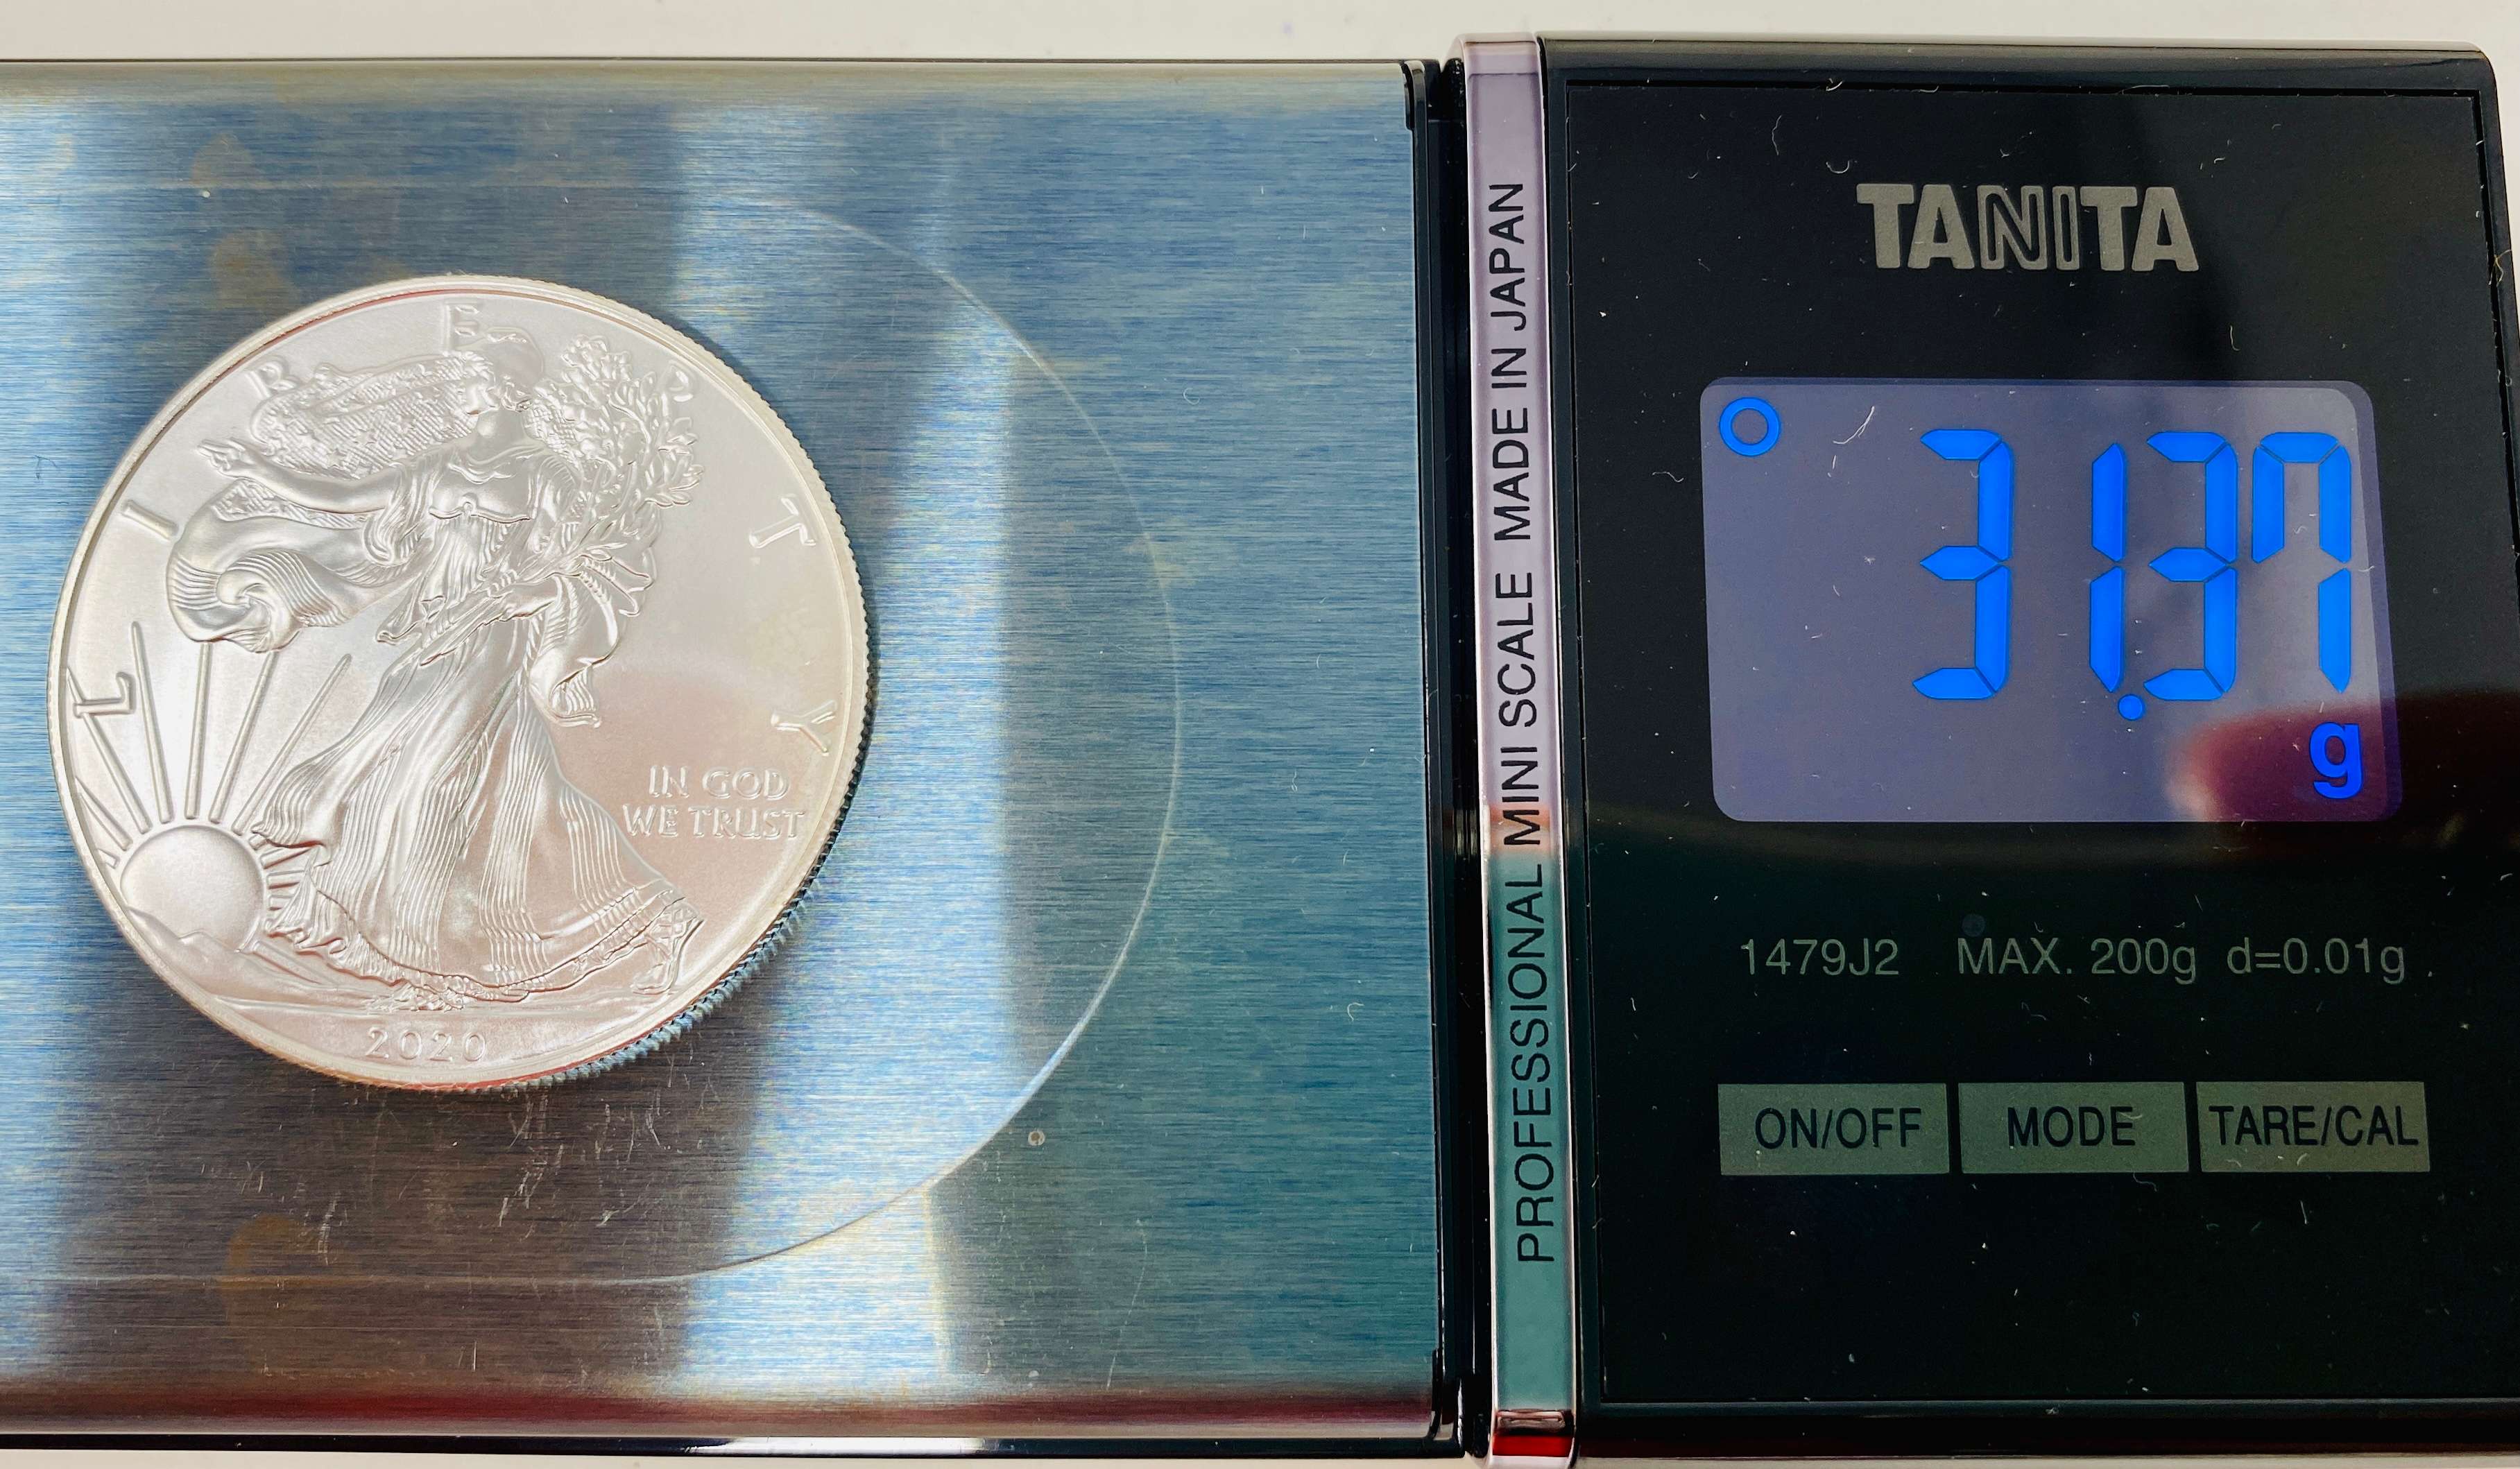 LIBERTY
IN GOD
WE TRUST
2020
PROFESSIONAL MINI SCALE MADE IN JAPAN
TANITA
31.37
g
1479J2 MAX. 200g d=0.01g
ON/OFF MODE TARE/CAL